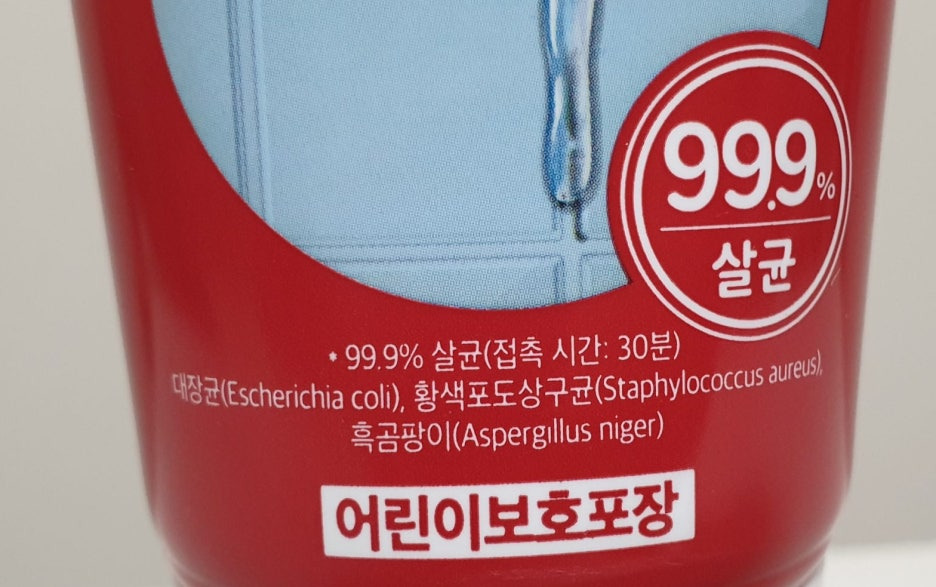 99.9%
살균
* 99.9% 살균(접촉 시간: 30분)
대장균(Escherichia coli), 황색포도상구균(Staphylococcus aureus),
흑곰팡이(Aspergillus niger)
어린이보호포장